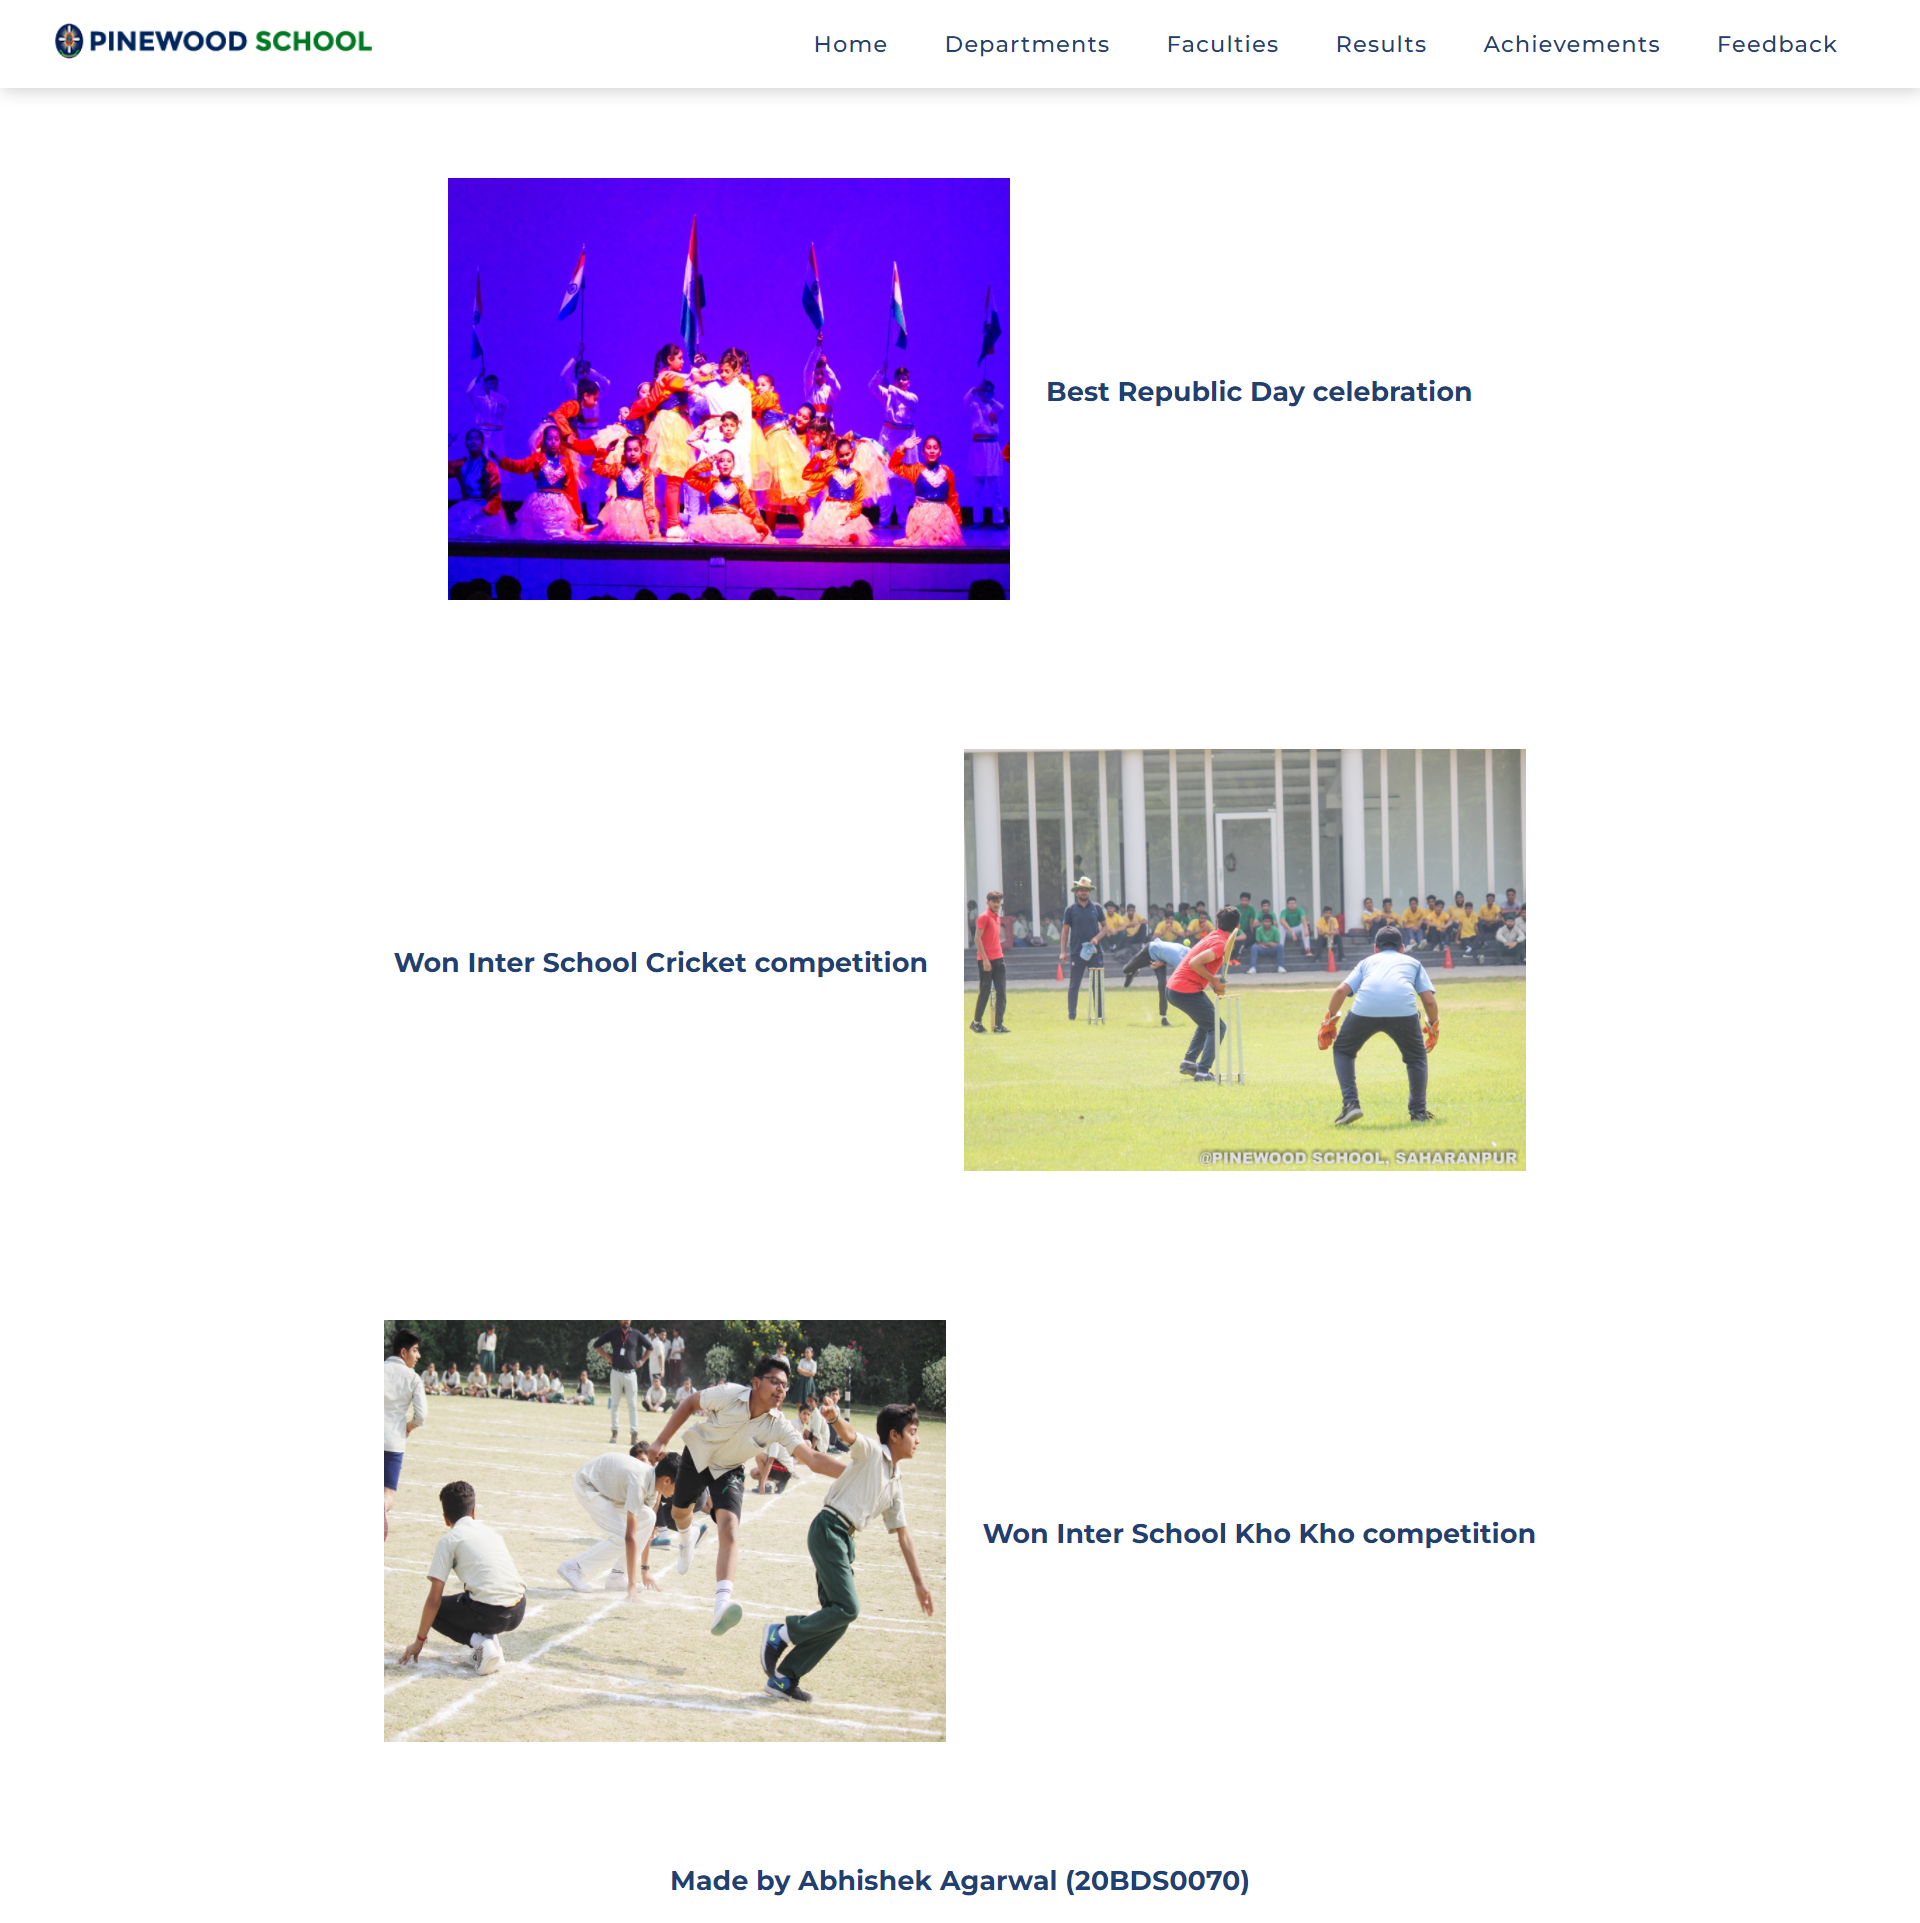 PINEWOOD SCHOOL
Home Departments Faculties Results Achievements Feedback
Best Republic Day celebration
Won Inter School Cricket competition
@PINEWOOD SCHOOL, SAHARANPUR
Won Inter School Kho Kho competition
Made by Abhishek Agarwal (20BDS0070)